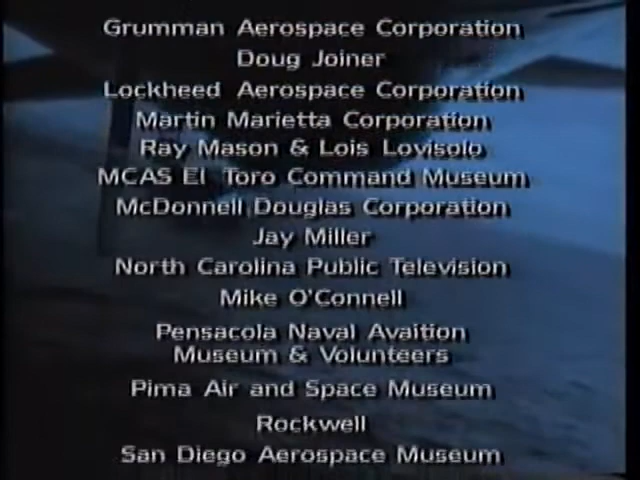 Grumman Aerospace Corporation
Doug Joiner
Lockheed Aerospace Corporation
Martin Marietta Corporation
Ray Mason & Lois Lovisolo
MCAS El Toro Command Museum
McDonnell Douglas Corporation
Jay Miller
North Carolina Public Television
Mike O'Connell
Pensacola Naval Avaition
Museum & Volunteers
Pima Air and Space Museum
Rockwell
San Diego Aerospace Museum